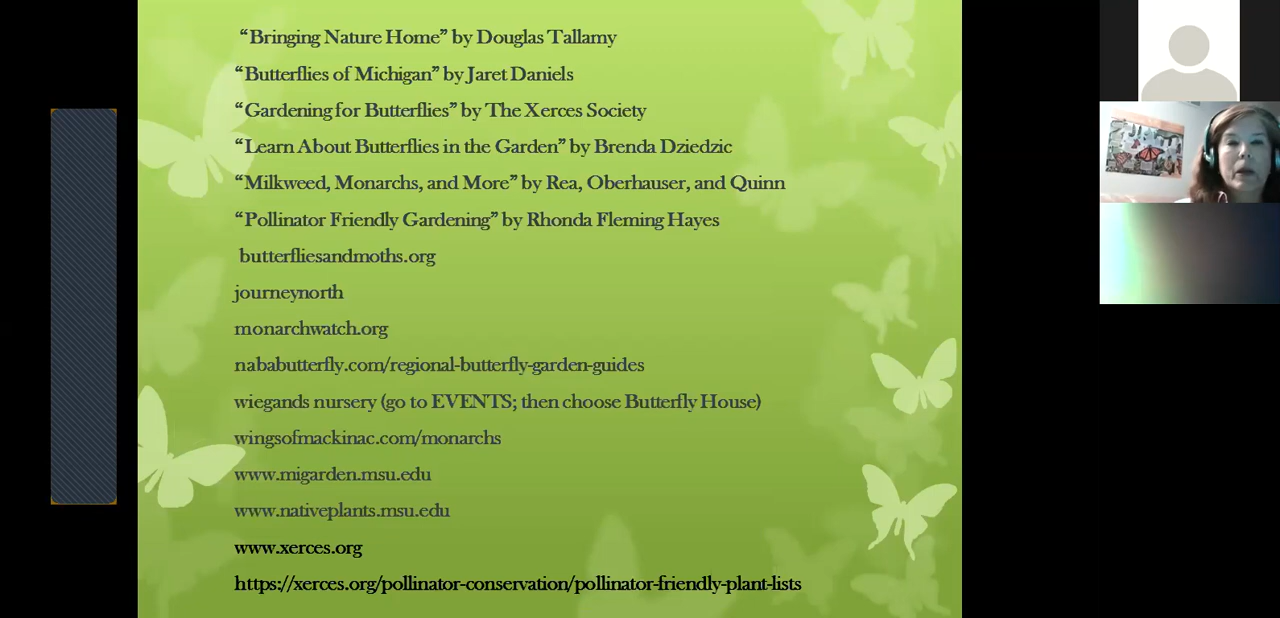 “Bringing Nature Home” by Douglas Tallamy
“Butterflies of Michigan” by Jaret Daniels
“Gardening for Butterflies” by The Xerces Society
“Learn About Butterflies in the Garden” by Brenda Dziedzic
“Milkweed, Monarchs, and More” by Rea, Oberhauser, and Quinn
“Pollinator Friendly Gardening” by Rhonda Fleming Hayes
butterfliesandmoths.org
journeynorth
monarchwatch.org
nababutterfly.com/regional-butterfly-garden-guides
wiegands nursery (go to EVENTS; then choose Butterfly House)
wingsofmackinac.com/monarchs
www.migarden.msu.edu
www.nativeplants.msu.edu
www.xerces.org
https://xerces.org/pollinator-conservation/pollinator-friendly-plant-lists